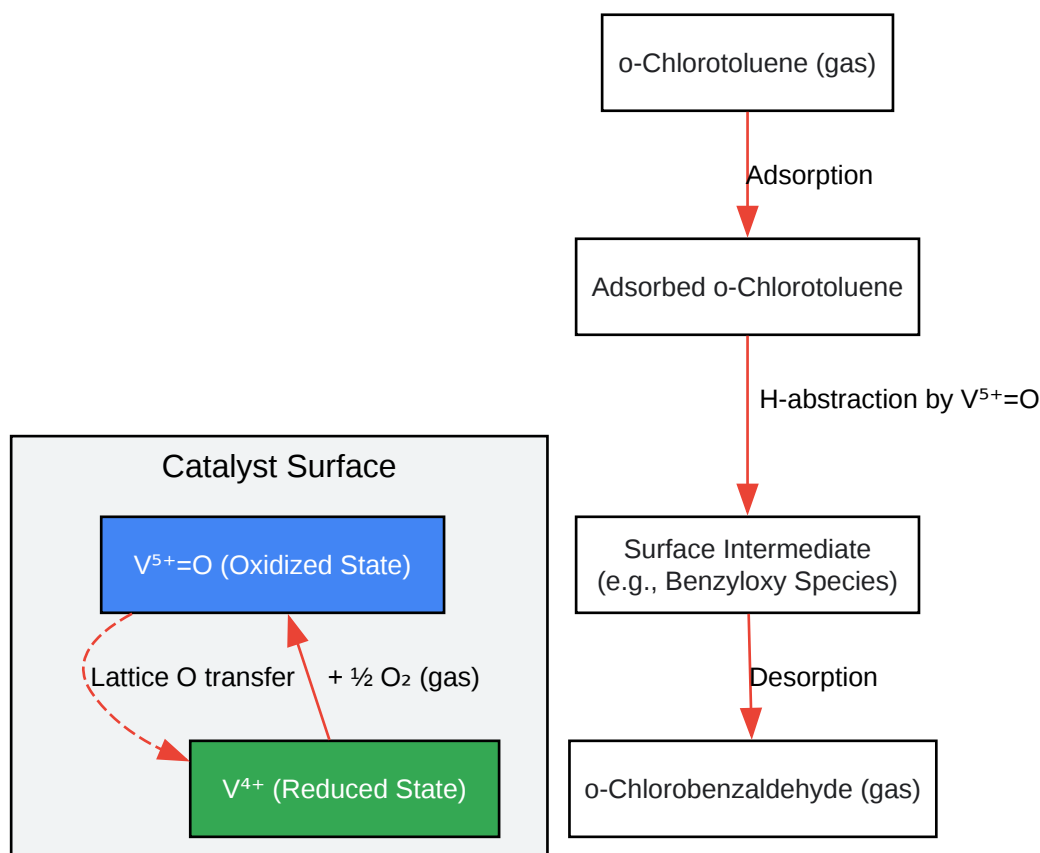 o-Chlorotoluene (gas)
Adsorption
Adsorbed o-Chlorotoluene
H-abstraction by V⁵⁺=O
Catalyst Surface
V⁵⁺=O (Oxidized State)
Surface Intermediate
(e.g., Benzyloxy Species)
Lattice O transfer
+ ½ O₂ (gas)
Desorption
V⁴⁺ (Reduced State)
o-Chlorobenzaldehyde (gas)